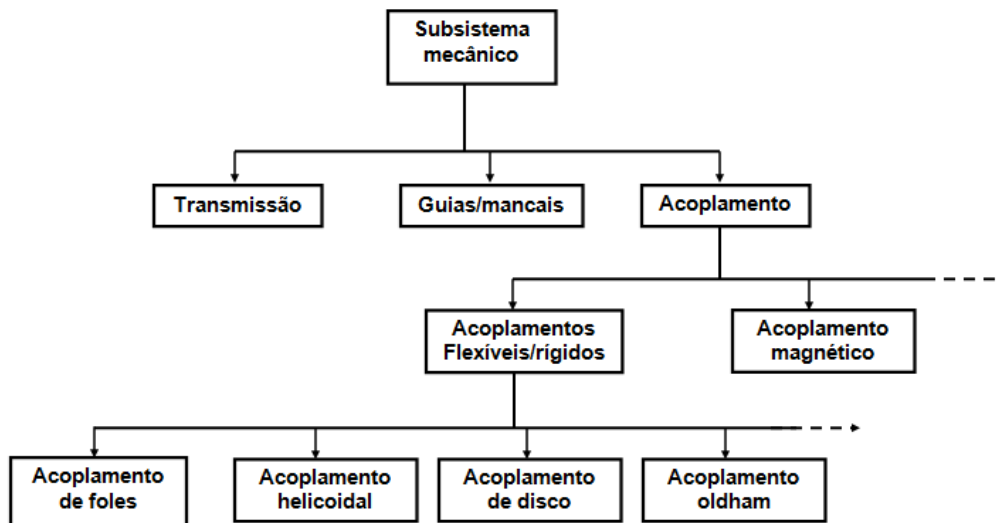 Subsistema
mecânico
Transmissão
Guias/mancais
Acoplamento
Acoplamentos
Flexíveis/rígidos
Acoplamento
magnético
Acoplamento
de foles
Acoplamento
helicoidal
Acoplamento
de disco
Acoplamento
oldham